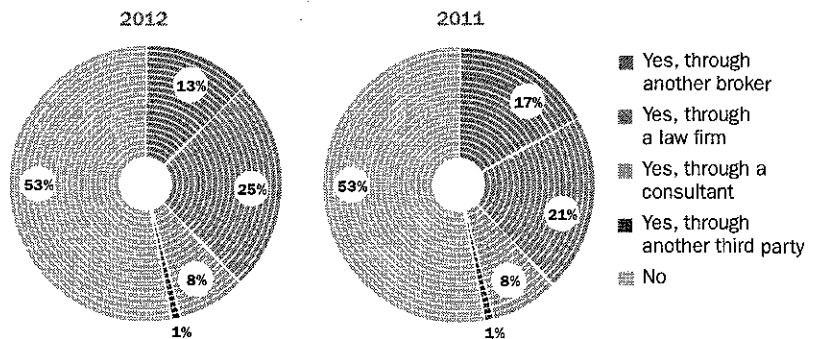 2012
2011
13%
25%
8%
1%
53%
17%
21%
8%
1%
53%
Yes, through
another broker
Yes, through
a law firm
Yes, through a
consultant
Yes, through
another third party
No